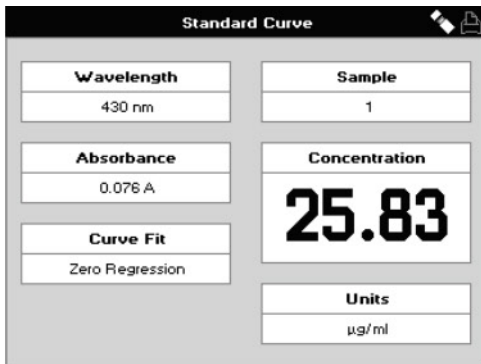 Standard Curve
Wavelength
430 nm
Absorbance
0.076 A
Curve Fit
Zero Regression
Sample
1
Concentration
25.83
Units
µg/ml